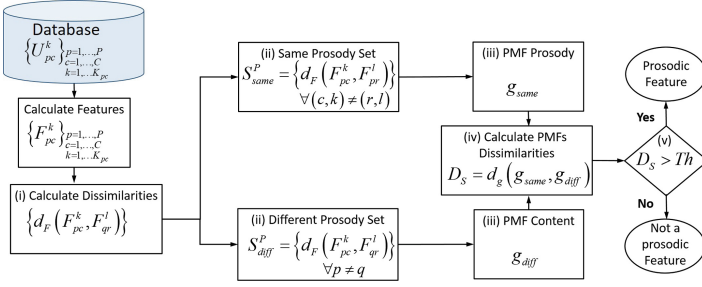 Database
{U^k_pc} p=1,…,P
c=1,…,C
k=1,…K_pc
Calculate Features
{F^k_pc} p=1,…,P
c=1,…,C
k=1,…K_pc
(i) Calculate Dissimilarities
{d_F(F^k_pc, F^l_qr)}
(ii) Same Prosody Set
S^P_same = {d_F(F^k_pc, F^l_pr)}
∀(c,k) ≠ (r,l)
(ii) Different Prosody Set
S^P_diff = {d_F(F^k_pc, F^l_qr)}
∀p ≠ q
(iii) PMF Prosody
g_same
(iv) Calculate PMFs
Dissimilarities
D_S = d_g(g_same, g_diff)
(iii) PMF Content
g_diff
Prosodic
Feature
Yes
(v)
D_S > Th
No
Not a
prosodic
Feature